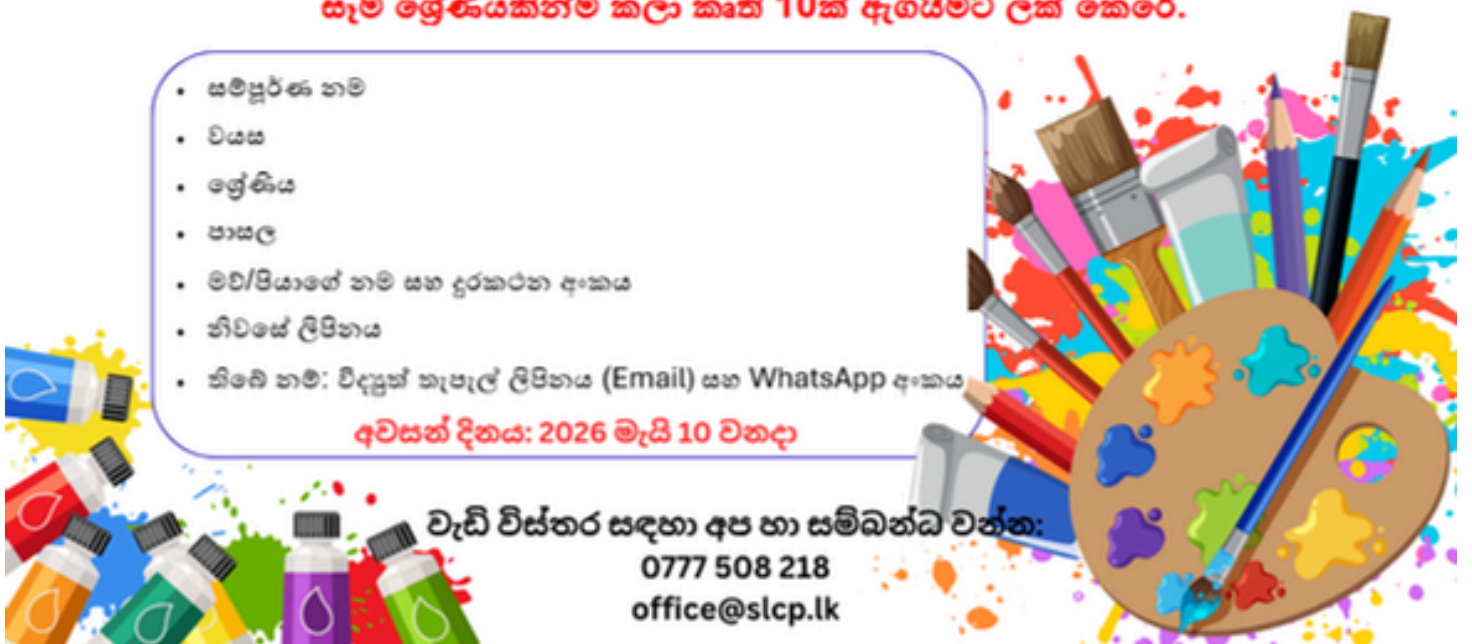 සෑම ශ්‍රේණියකින්ම කලා කෘති 10ක් ඇගයීමට ලක් කෙරේ.
• සම්පූර්ණ නම
• වයස
• ශ්‍රේණිය
• පාසල
• මව්/පියාගේ නම සහ දුරකථන අංකය
• නිවසේ ලිපිනය
• තිබේ නම්: විද්‍යුත් තැපැල් ලිපිනය (Email) සහ WhatsApp අංකය
අවසන් දිනය: 2026 මැයි 10 වනදා
වැඩි විස්තර සඳහා අප හා සම්බන්ධ වන්න:
0777 508 218
office@slcp.lk